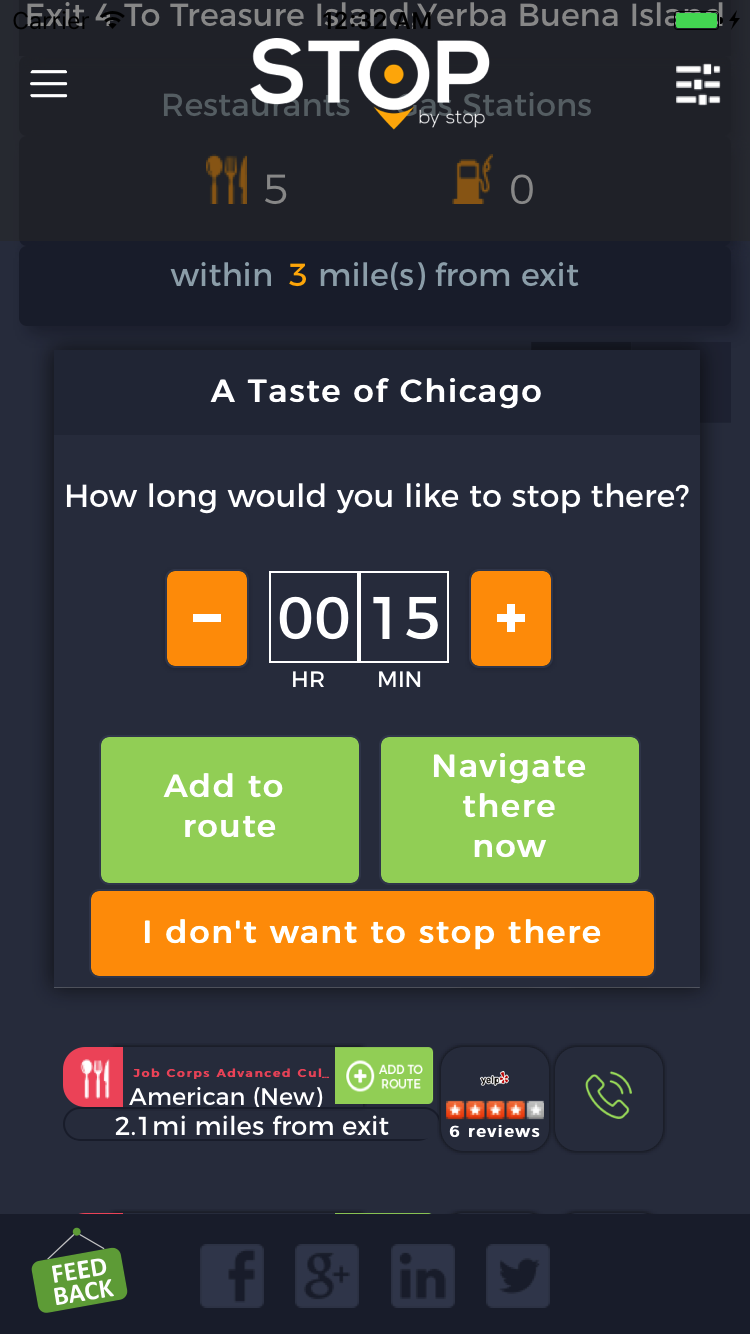 Exit 4 To Treasure Island Yerba Buena Island
Carrier 12:32 AM
STOP
by stop
Restaurants Gas Stations
5 0
within 3 mile(s) from exit
A Taste of Chicago
How long would you like to stop there?
- 00 15 +
HR MIN
Add to
route
Navigate
there
now
I don't want to stop there
Job Corps Advanced Cul_
American (New)
2.1mi miles from exit
ADD TO
ROUTE
yelp
6 reviews
FEED
BACK
f g+ in